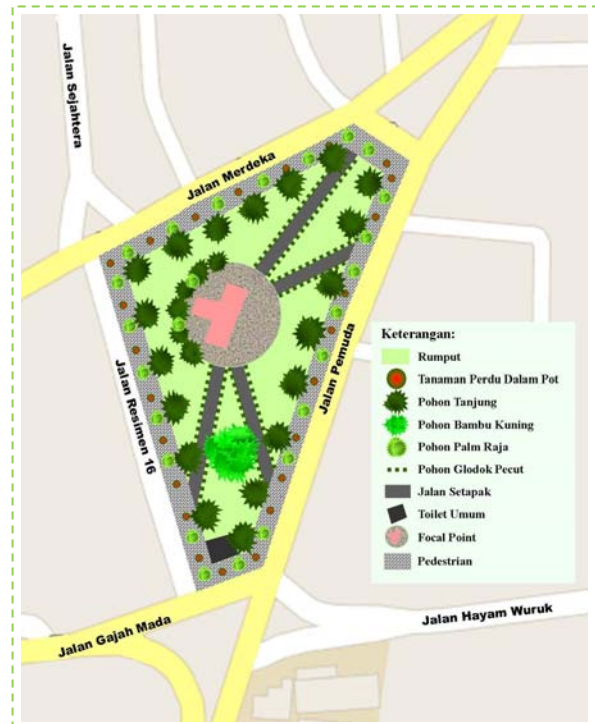 Jalan Sejahtera
Jalan Merdeka
Jalan Pemuda
Jalan Resimen 16
Keterangan:
Rumput
Tanaman Perdu Dalam Pot
Pohon Tanjung
Pohon Bambu Kuning
Pohon Palm Raja
Pohon Glodok Pecut
Jalan Setapak
Toilet Umum
Focal Point
Pedestrian
Jalan Hayam Wuruk
Jalan Gajah Mada